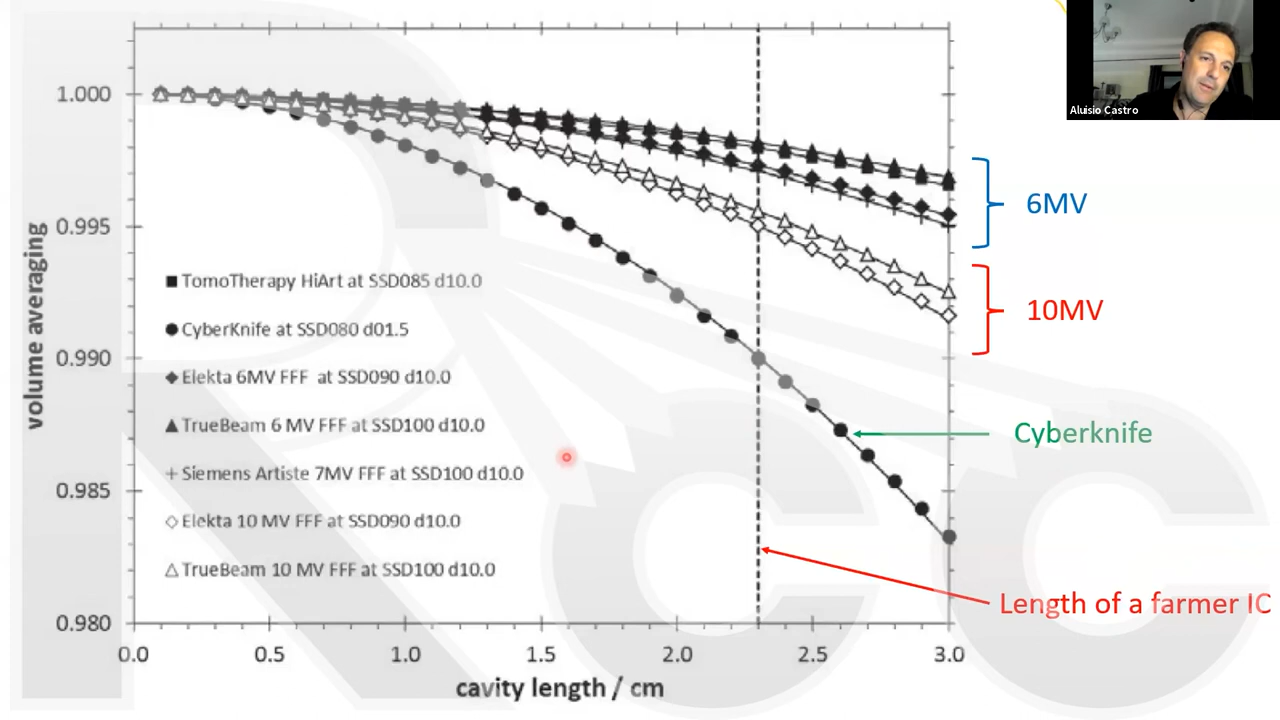 Aluisio Castro
1.000
0.995
0.990
0.985
0.980
volume averaging
■ TomoTherapy HiArt at SSD085 d10.0
● CyberKnife at SSD080 d01.5
◆ Elekta 6MV FFF at SSD090 d10.0
▲ TrueBeam 6 MV FFF at SSD100 d10.0
+ Siemens Artiste 7MV FFF at SSD100 d10.0
◇ Elekta 10 MV FFF at SSD090 d10.0
△ TrueBeam 10 MV FFF at SSD100 d10.0
6MV
10MV
Cyberknife
Length of a farmer IC
0.0 0.5 1.0 1.5 2.0 2.5 3.0
cavity length / cm